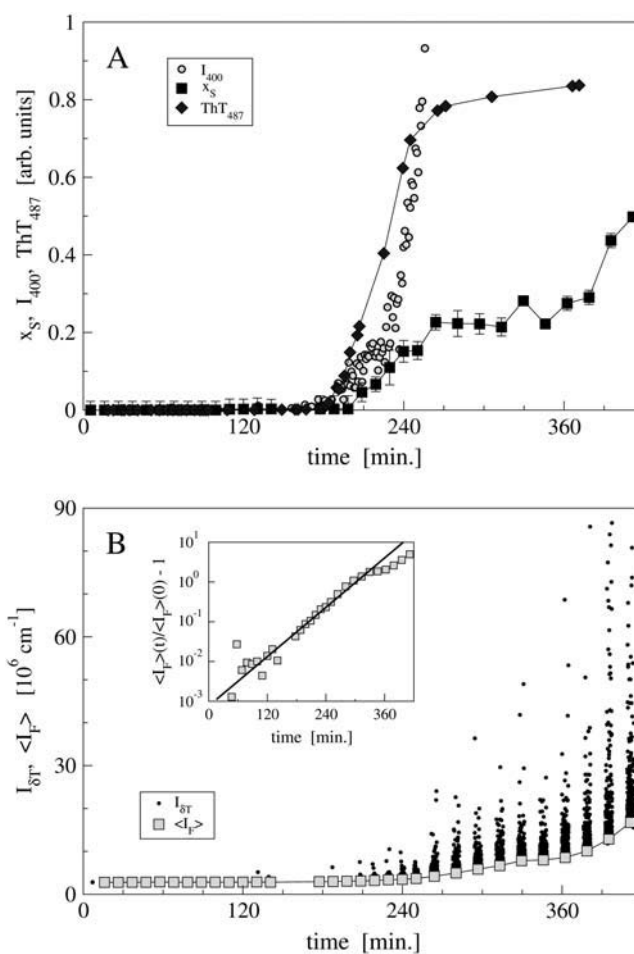 A
I400
xS
ThT487
1
0.8
0.6
0.4
0.2
0
xS, I400, ThT487 [arb. units]
120 240 360
time [min.]
B
90
60
30
0
IδT, <IF> [10^6 cm^-1]
10^1
10^0
10^-1
10^-2
10^-3
<IF>(t)/<IF>(0) - 1
0 120 240 360
time [min.]
IδT
<IF>
0 120 240 360
time [min.]